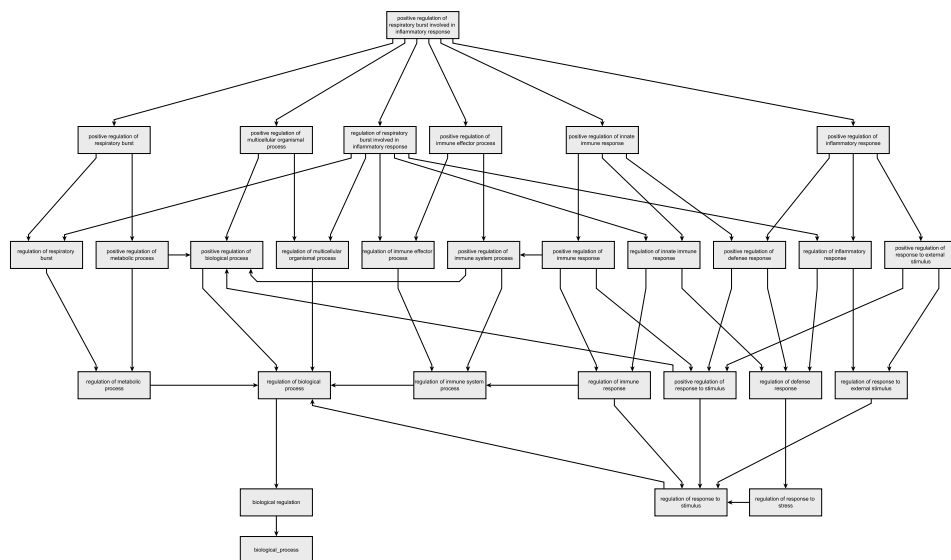 positive regulation of
respiratory burst involved in
inflammatory response
positive regulation of
respiratory burst
positive regulation of
multicellular organismal
process
regulation of respiratory
burst involved in
inflammatory response
positive regulation of
immune effector process
positive regulation of innate
immune response
positive regulation of
inflammatory response
regulation of respiratory
burst
positive regulation of
metabolic process
positive regulation of
biological process
regulation of multicellular
organismal process
regulation of immune effector
process
positive regulation of
immune system process
positive regulation of
immune response
regulation of innate immune
response
positive regulation of
defense response
regulation of inflammatory
response
positive regulation of
response to external
stimulus
regulation of metabolic
process
regulation of biological
process
regulation of immune system
process
regulation of immune
response
positive regulation of
response to stimulus
regulation of defense
response
regulation of response to
external stimulus
biological regulation
regulation of response to
stimulus
regulation of response to
stress
biological_process